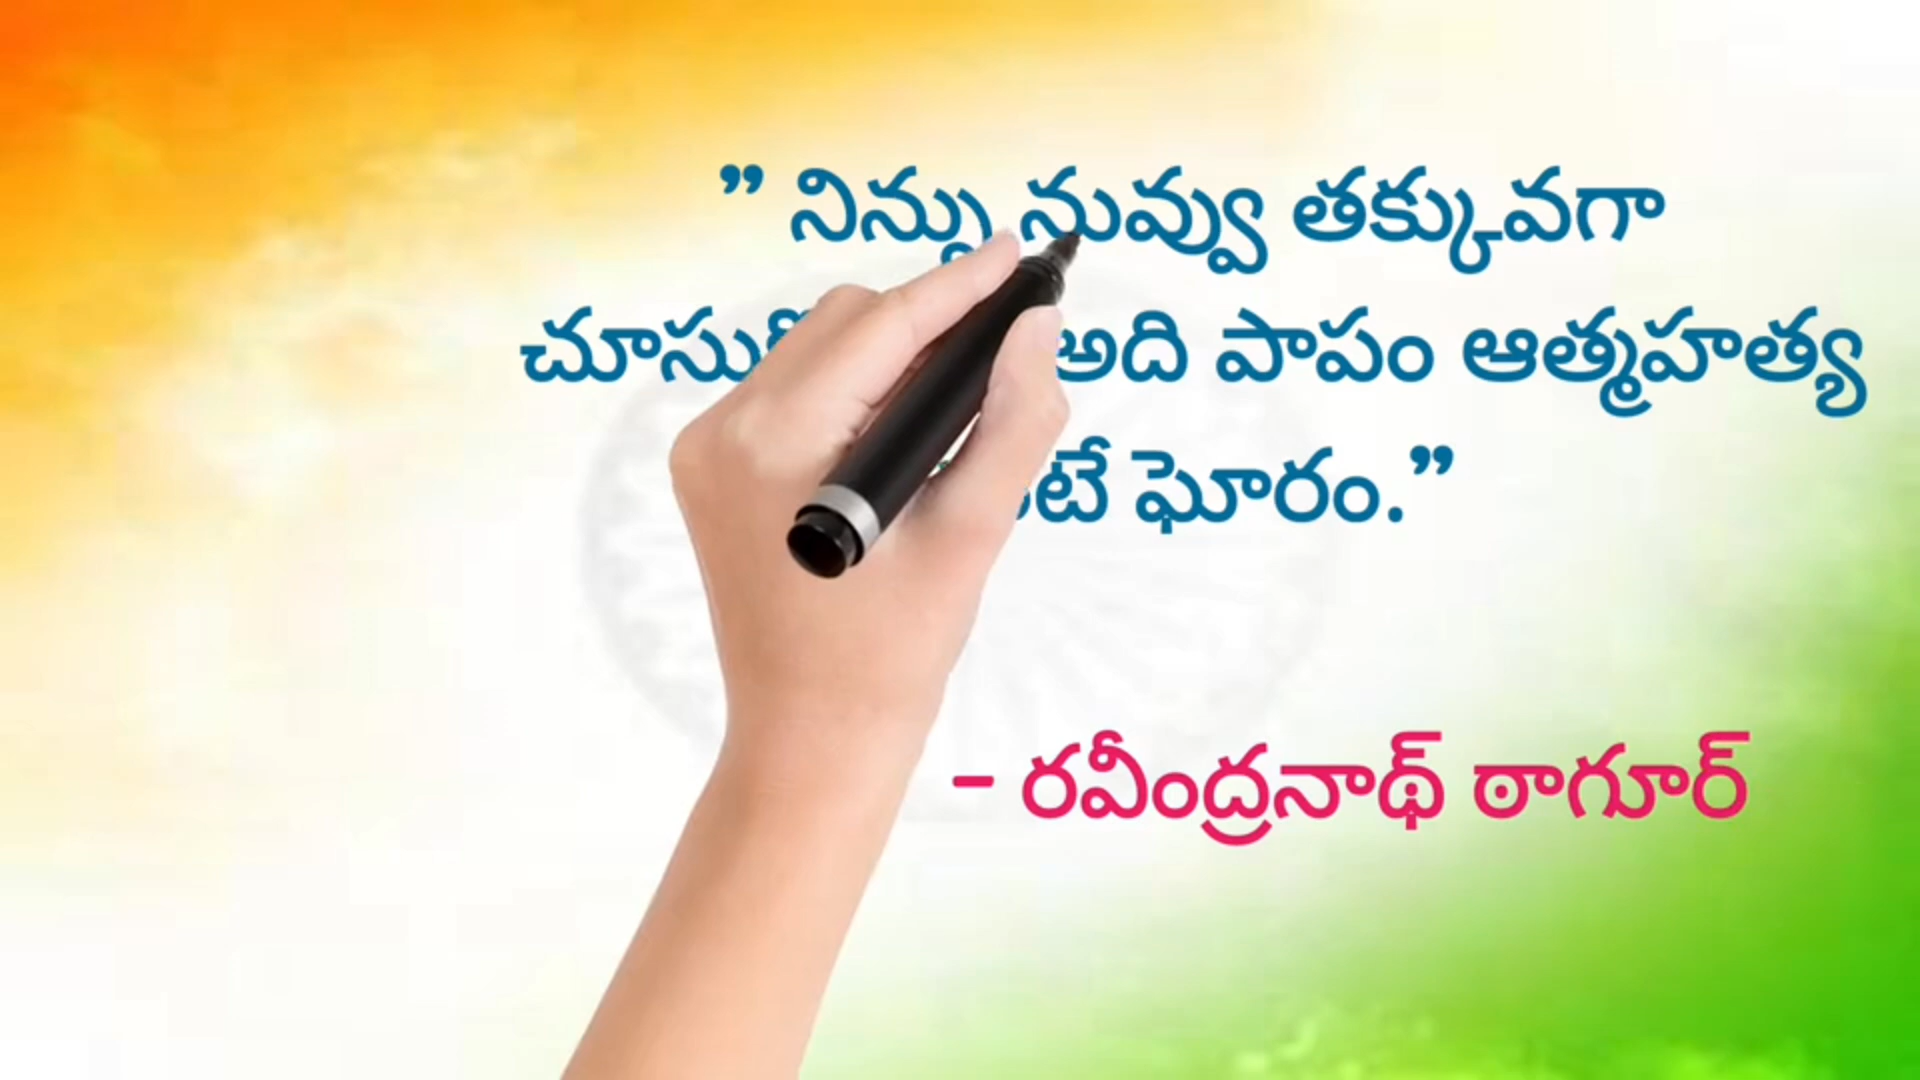 ” నిన్ను నువ్వు తక్కువగా
అది పాపం ఆత్మహత్య
ఘోరం.”
- రవీంద్రనాథ్ ఠాగూర్